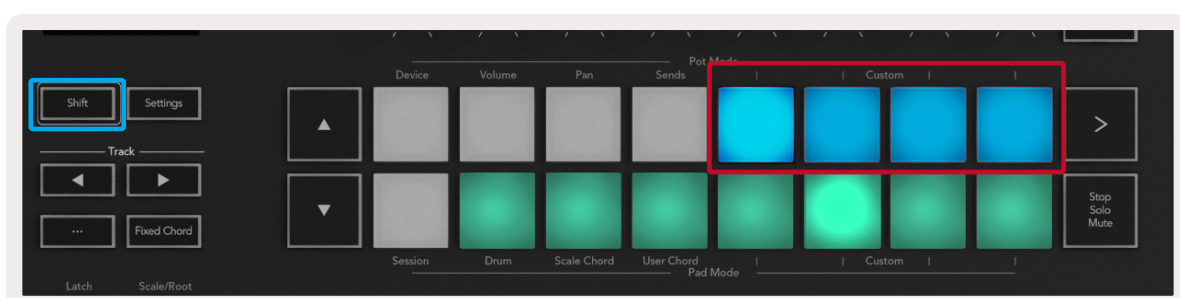 Pot Mode
Device Volume Pan Sends Custom
Shift Settings
Track
Fixed Chord
Stop
Solo
Mute
Session Drum Scale Chord User Chord Custom
Pad Mode
Latch Scale/Root